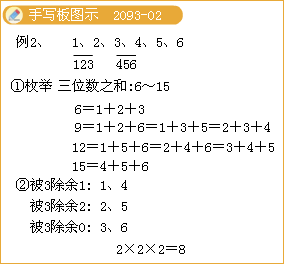 手写板图示 2093-02
例2、 1、2、3、4、5、6
123 456
①枚举 三位数之和:6～15
6＝1＋2＋3
9＝1＋2＋6＝1＋3＋5＝2＋3＋4
12＝1＋5＋6＝2＋4＋6＝3＋4＋5
15＝4＋5＋6
②被3除余1: 1、4
被3除余2: 2、5
被3除余0: 3、6
2×2×2＝8